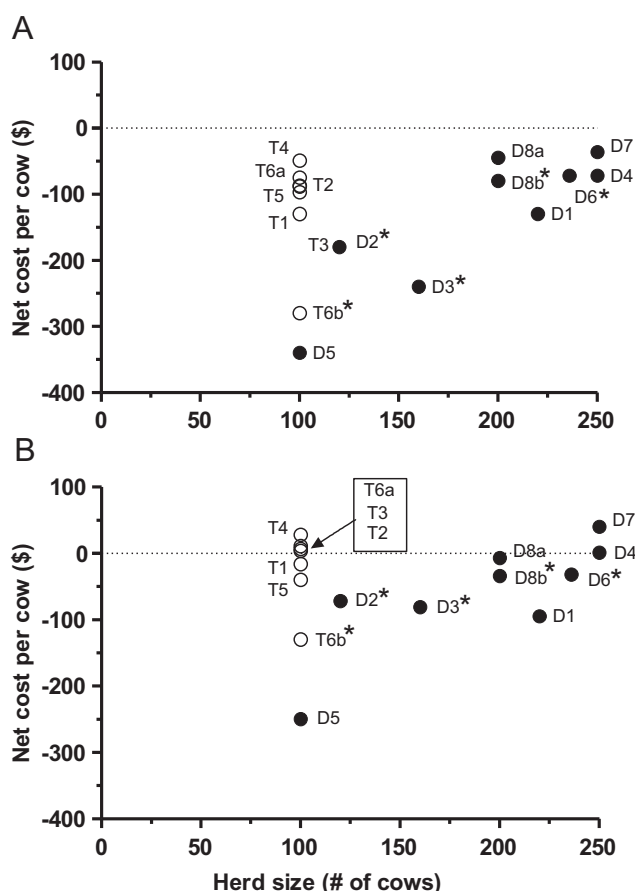 A
Net cost per cow ($)
100
0
-100
-200
-300
-400
T4
T6a
T2
T5
T1
T3
D2*
T6b*
D5
D3*
D8a
D8b*
D7
D4
D6*
D1
0
50
100
150
200
250
B
Net cost per cow ($)
100
0
-100
-200
-300
-400
T6a
T3
T2
T4
T1
T5
T6b*
D5
D2*
D3*
D8a
D8b*
D7
D4
D6*
D1
0
50
100
150
200
250
Herd size (# of cows)